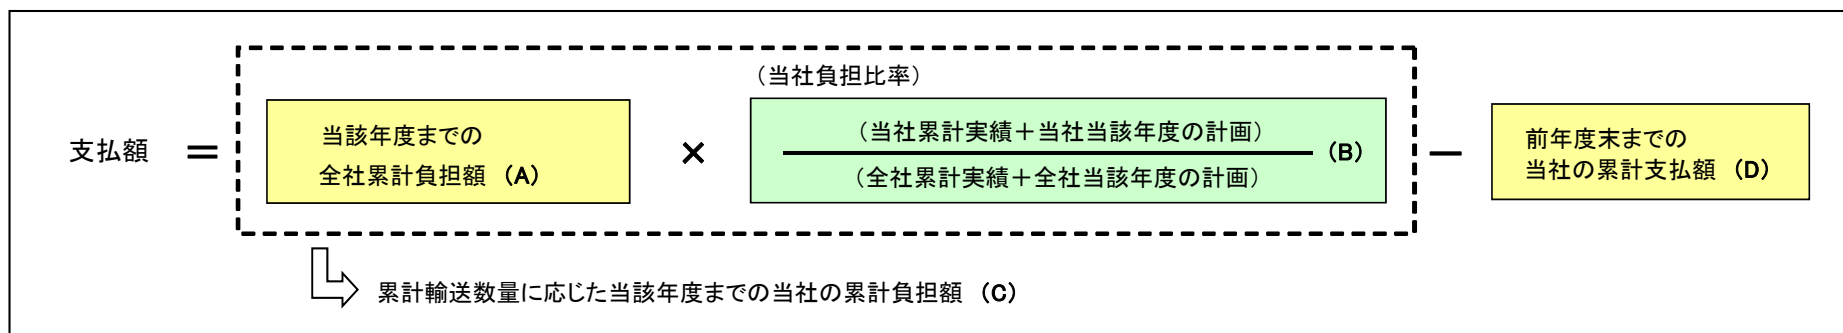 （当社負担比率）
支払額 ＝
当該年度までの
全社累計負担額 （A）
×
（当社累計実績＋当社当該年度の計画）
（全社累計実績＋全社当該年度の計画）
（B）
－
前年度末までの
当社の累計支払額 （D）
累計輸送数量に応じた当該年度までの当社の累計負担額 （C）